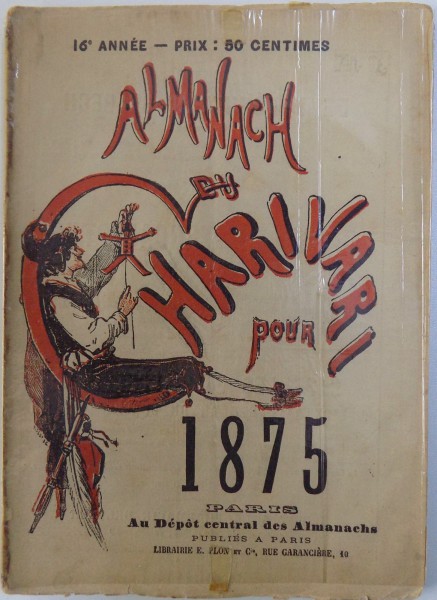 16e ANNÉE — PRIX : 50 CENTIMES
ALMANACH
DU
CHARIVARI
POUR
1875
PARIS
Au Dépôt central des Almanachs
PUBLIÉS A PARIS
LIBRAIRIE E. PLON ET Cie, RUE GARANCIÈRE, 10